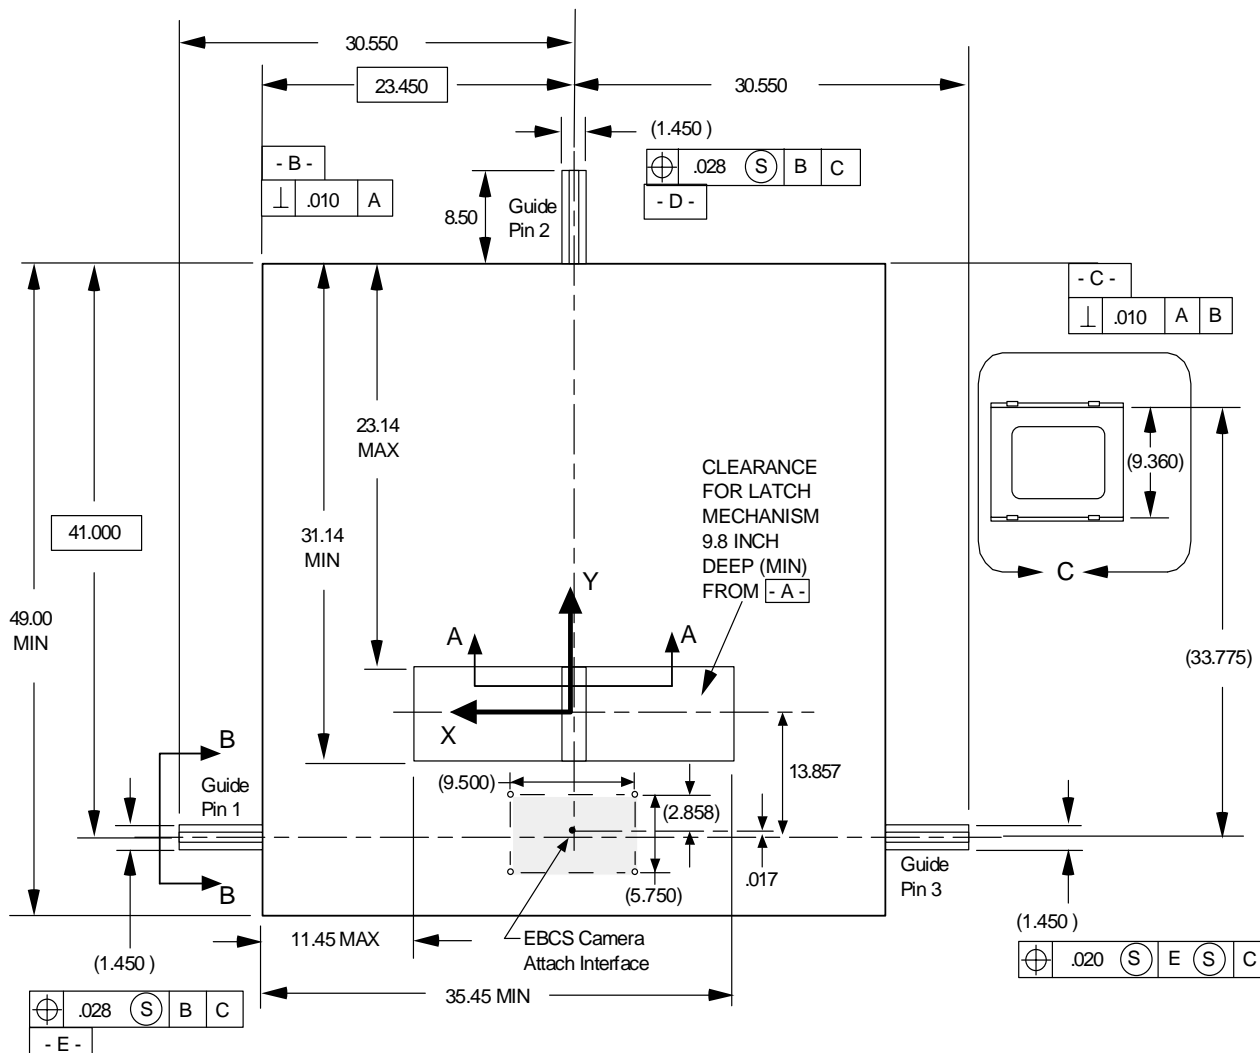 30.550
23.450
30.550
(1.450 )
- B -
⊥ .010 A
⌖ .028 Ⓢ B C
- D -
8.50
Guide
Pin 2
- C -
⊥ .010 A B
23.14
MAX
CLEARANCE
FOR LATCH
MECHANISM
9.8 INCH
DEEP (MIN)
FROM - A -
(9.360)
41.000
31.14
MIN
C
Y
49.00
MIN
A
A
(33.775)
X
B
13.857
Guide
Pin 1
(9.500)
(2.858)
B
.017
(5.750)
Guide
Pin 3
(1.450 )
11.45 MAX
EBCS Camera
Attach Interface
(1.450 )
⌖ .020 Ⓢ E Ⓢ C
35.45 MIN
⌖ .028 Ⓢ B C
- E -